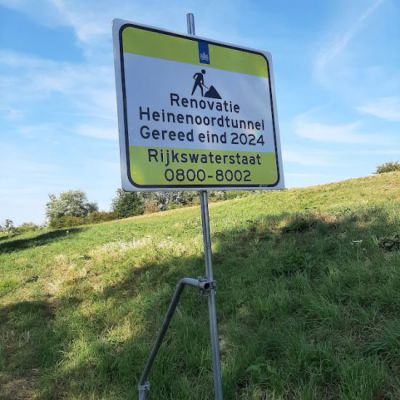 Renovatie
Heinenoordtunnel
Gereed eind 2024
Rijkswaterstaat
0800-8002